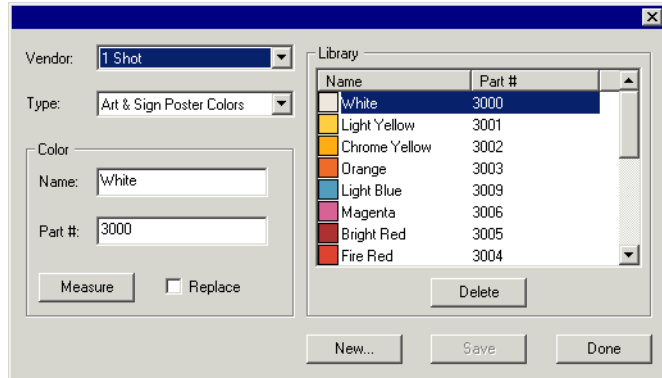 Vendor: 1 Shot
Type: Art & Sign Poster Colors
Color
Name: White
Part #: 3000
Measure Replace
Library
Name Part #
White 3000
Light Yellow 3001
Chrome Yellow 3002
Orange 3003
Light Blue 3009
Magenta 3006
Bright Red 3005
Fire Red 3004
Delete
New... Save Done